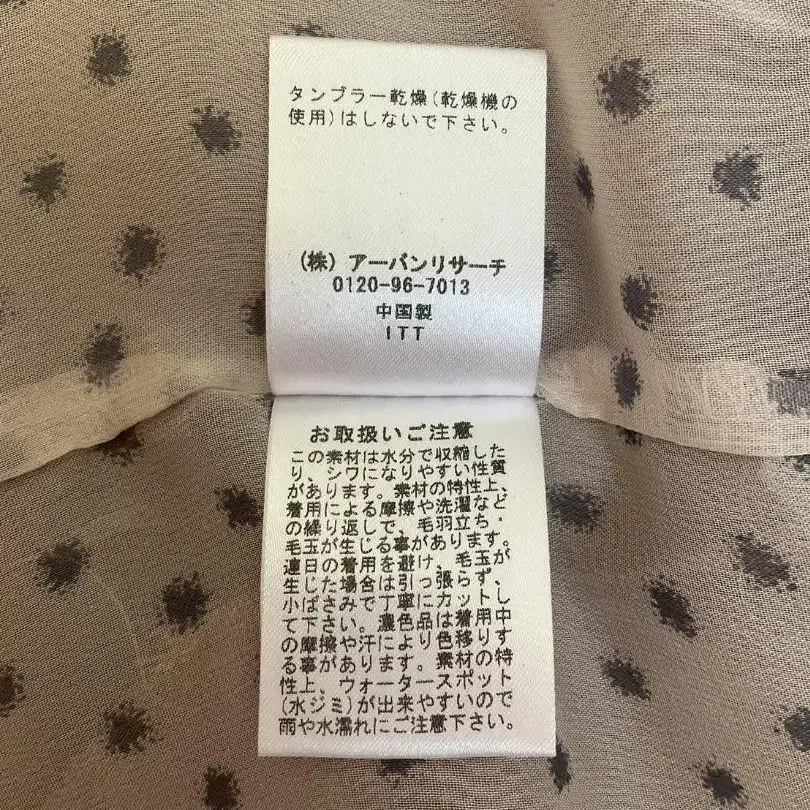 タンブラー乾燥(乾燥機の
使用)はしないで下さい。
(株) アーバンリサーチ
0120-96-7013
中国製
ITT
お取扱いご注意
この素材は水分で収縮した
り、シワになりやすい性質
があります。素材の特性上、
着用による摩擦や洗濯など
の繰り返しで、毛羽立ち・
毛玉が生じる事があります。
連日の着用を避け、毛玉が
生じた場合は引っ張らず、
小ばさみで丁寧にカットし
て下さい。濃色品は着用中
の摩擦や汗により色移りす
る事があります。素材の特
性上、ウォータースポット
(水ジミ)が出来やすいので
雨や水濡れにご注意下さい。